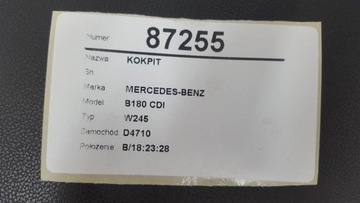 Numer 87255
Nazwa KOKPIT
Sn
Marka MERCEDES-BENZ
Model B180 CDI
Typ W245
Samochód D4710
Położenie B/18:23:28